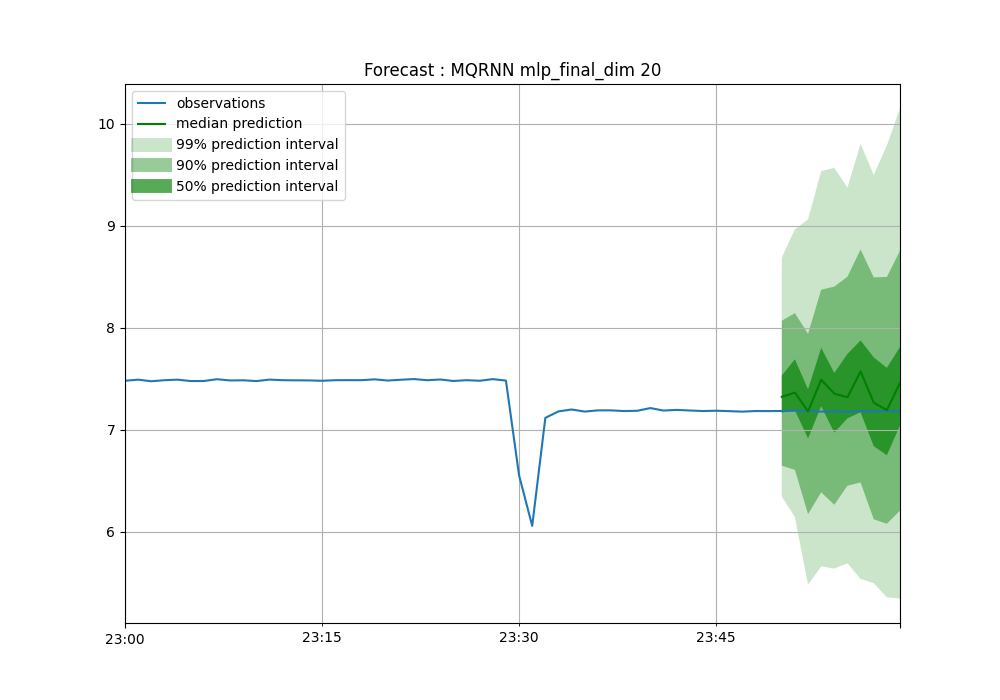 Forecast : MQRNN mlp_final_dim 20
observations
median prediction
99% prediction interval
90% prediction interval
50% prediction interval
10
9
8
7
6
23:00
23:15
23:30
23:45